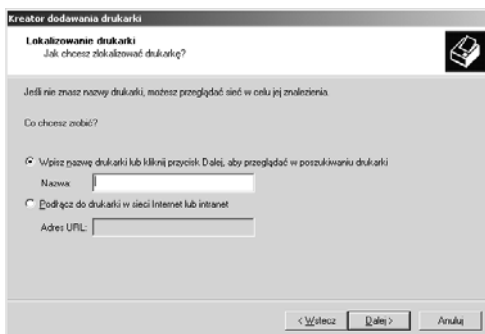 Kreator dodawania drukarki
Lokalizowanie drukarki
Jak chcesz zlokalizować drukarkę?
Jeśli nie znasz nazwy drukarki, możesz przeglądać sieć w celu jej znalezienia.
Co chcesz zrobić?
Wpisz nazwę drukarki lub kliknij przycisk Dalej, aby przeglądać w poszukiwaniu drukarki
Nazwa:
Podłącz do drukarki w sieci Internet lub intranet
Adres URL:
< Wstecz Dalej > Anuluj